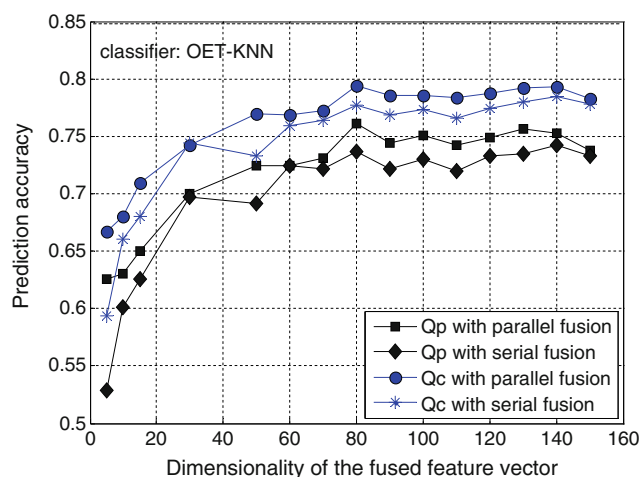 0.85
classifier: OET-KNN
0.8
0.75
0.7
0.65
0.6
0.55
0.5
Prediction accuracy
Qp with parallel fusion
Qp with serial fusion
Qc with parallel fusion
Qc with serial fusion
0 20 40 60 80 100 120 140 160
Dimensionality of the fused feature vector